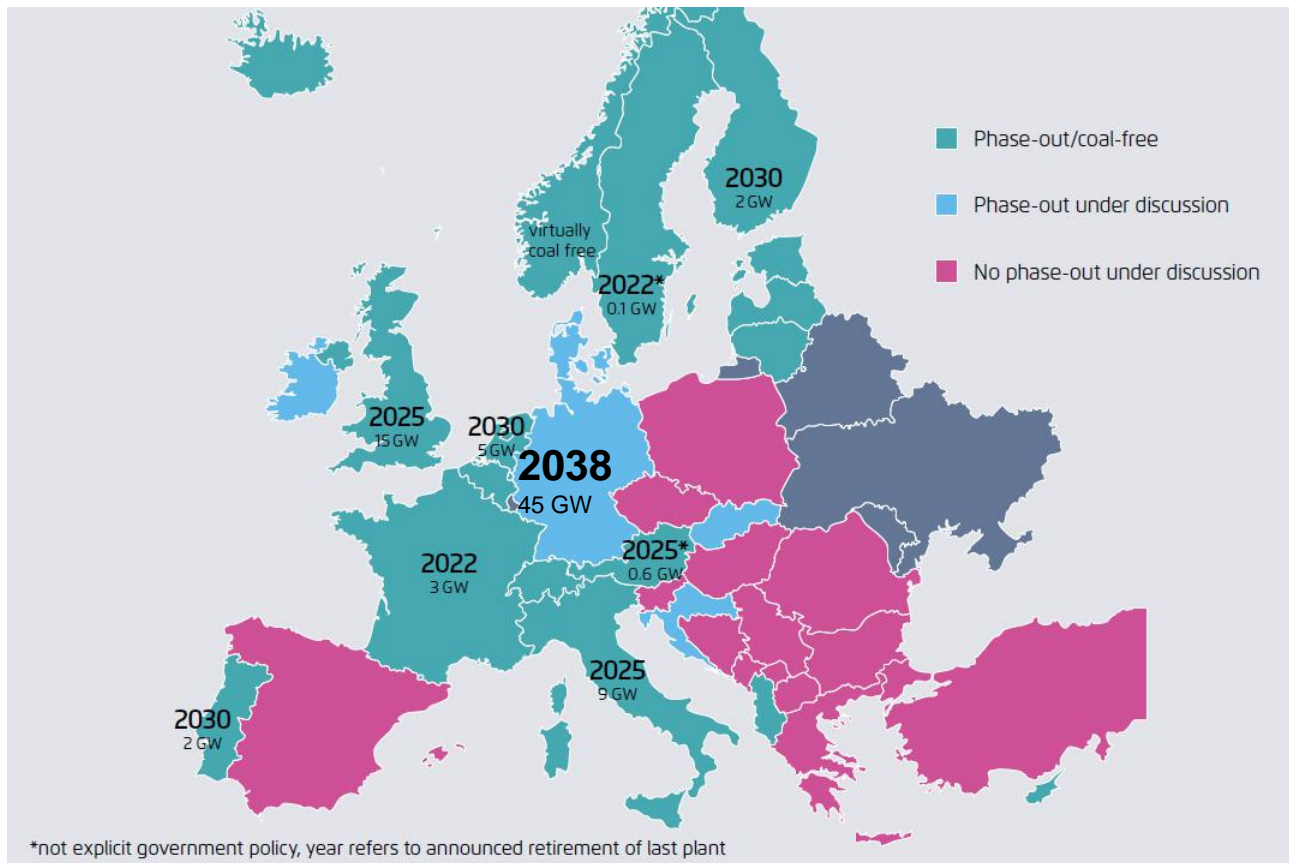 Phase-out/coal-free
Phase-out under discussion
No phase-out under discussion
2030
2 GW
virtually
coal free
2022*
0.1 GW
2025
15 GW
2030
5 GW
2038
45 GW
2025*
0.6 GW
2022
3 GW
2025
9 GW
2030
2 GW
*not explicit government policy, year refers to announced retirement of last plant